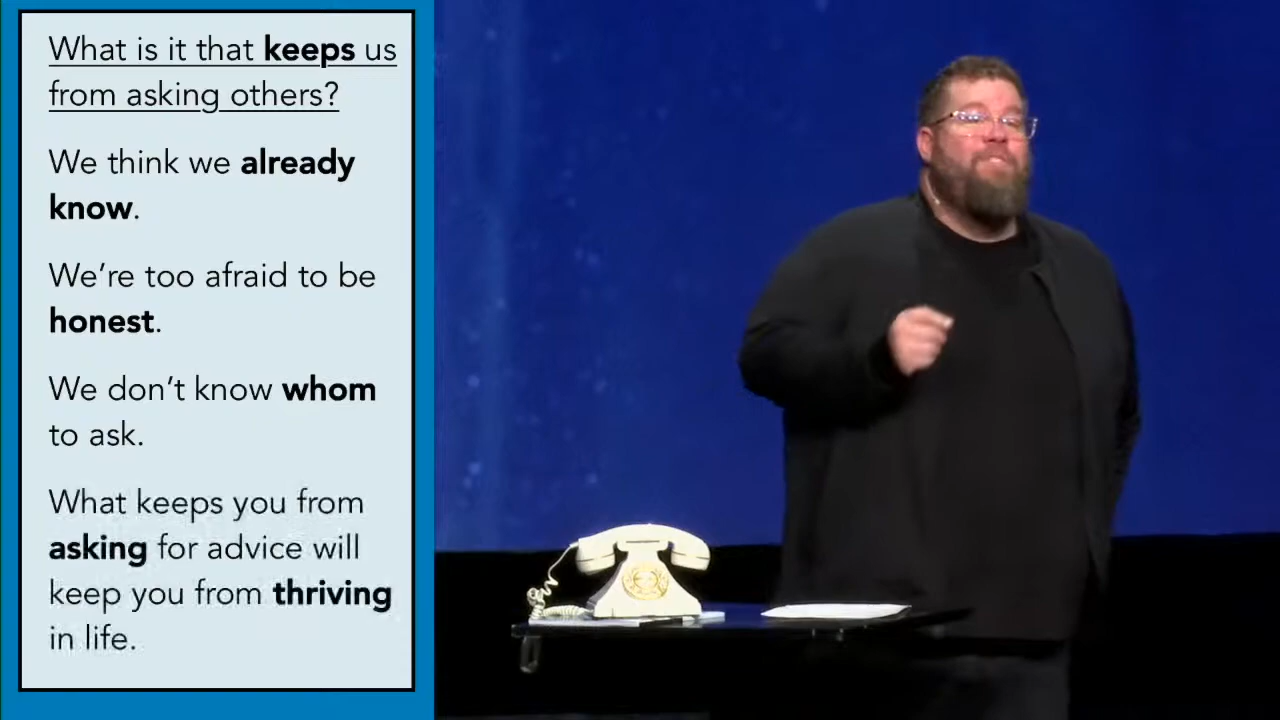 What is it that keeps us
from asking others?
We think we already
know.
We’re too afraid to be
honest.
We don’t know whom
to ask.
What keeps you from
asking for advice will
keep you from thriving
in life.